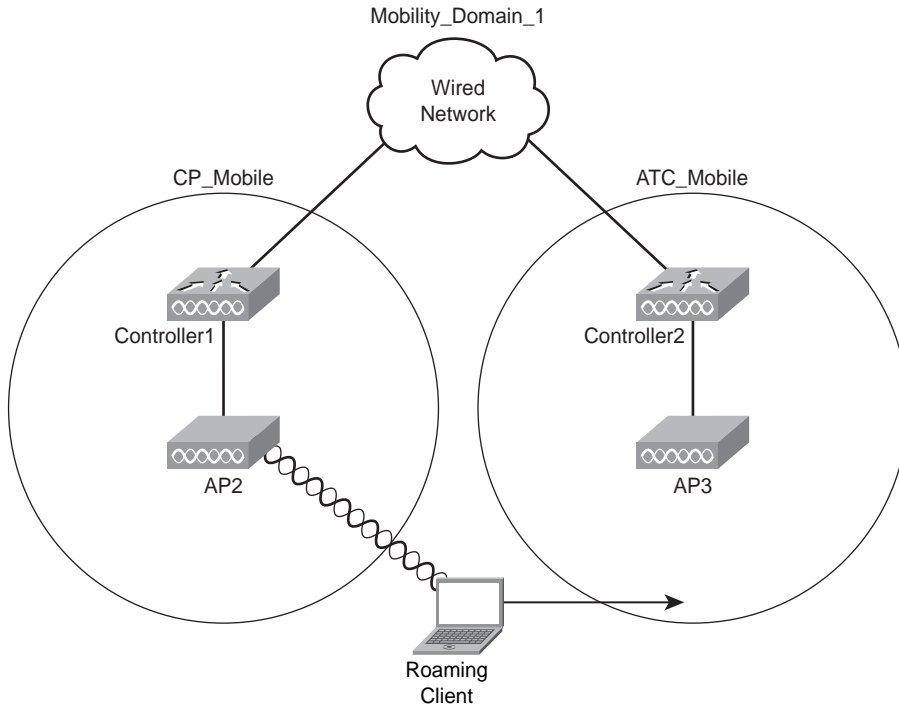 Mobility_Domain_1
Wired
Network
CP_Mobile
ATC_Mobile
Controller1
Controller2
AP2
AP3
Roaming
Client